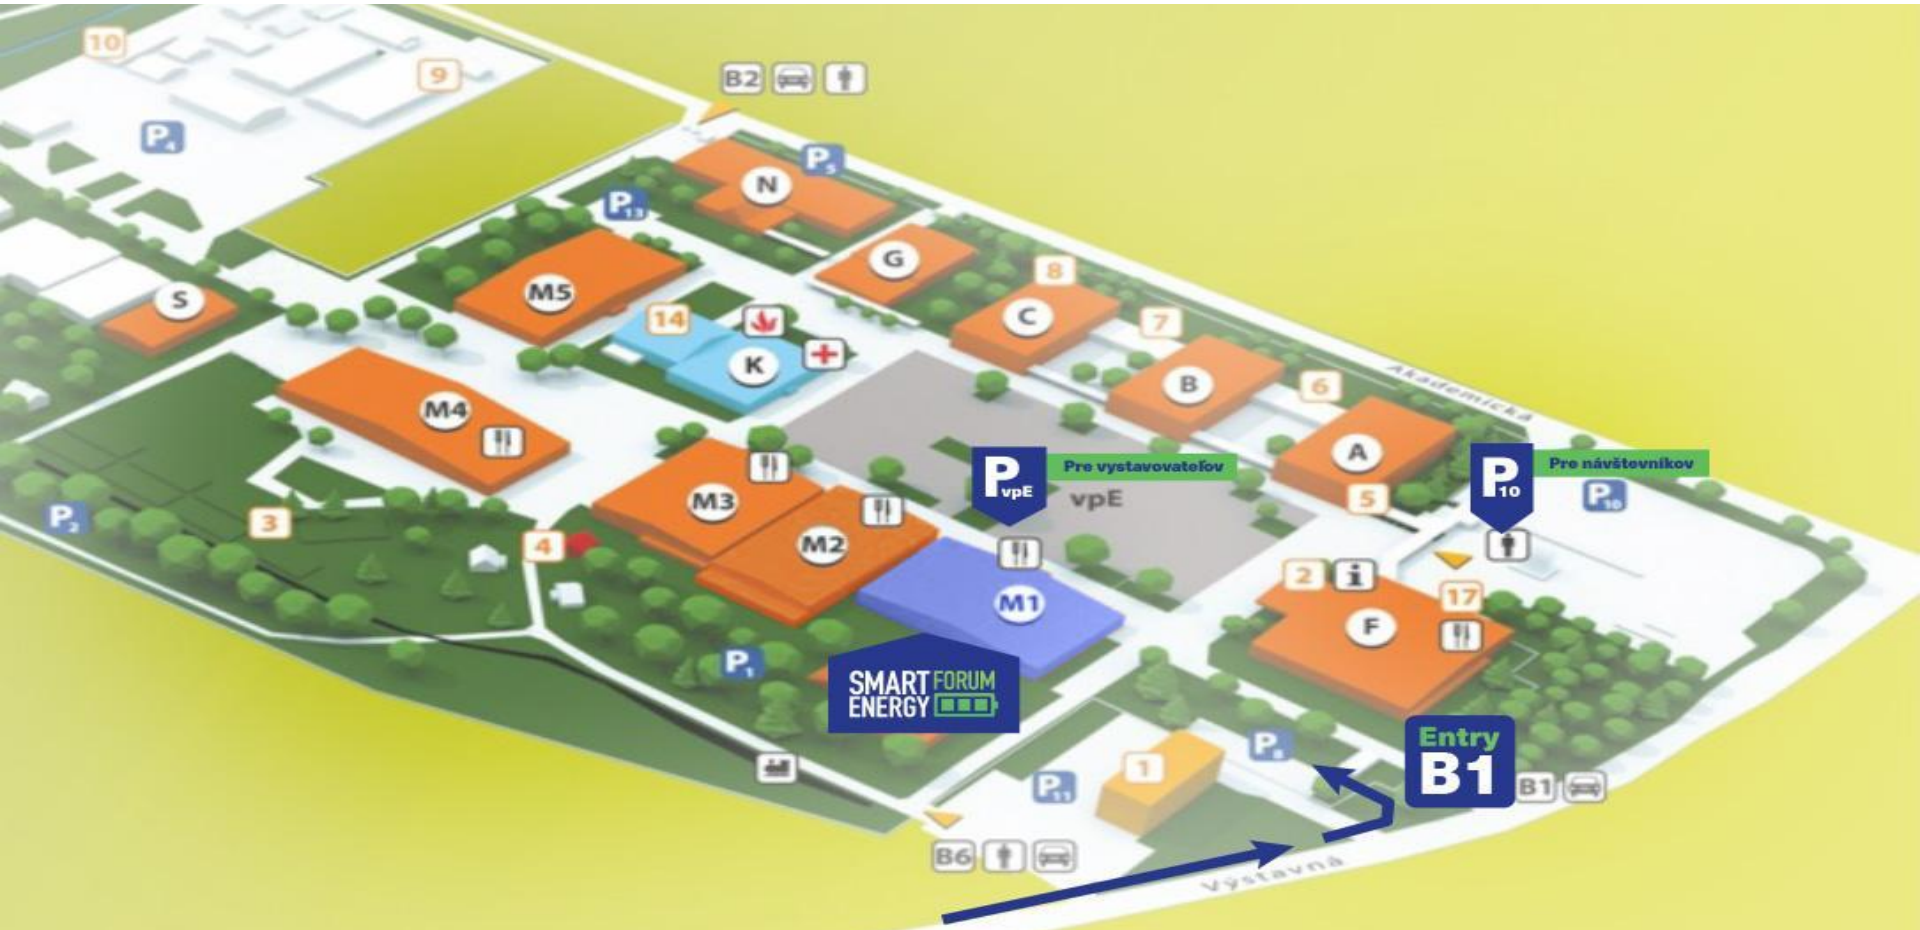 10
9
B2
P4
N
P5
P13
G
S
M5
8
14
C
7
K
B
6
Akademická
M4
A
Pre vystavovateľov
PvpE
vpE
Pre návštevníkov
P10
P10
M3
5
P2
3
4
M2
2
i
17
M1
F
P1
SMART FORUM
ENERGY
Entry
B1
P8
1
P11
B1
B6
Výstavná